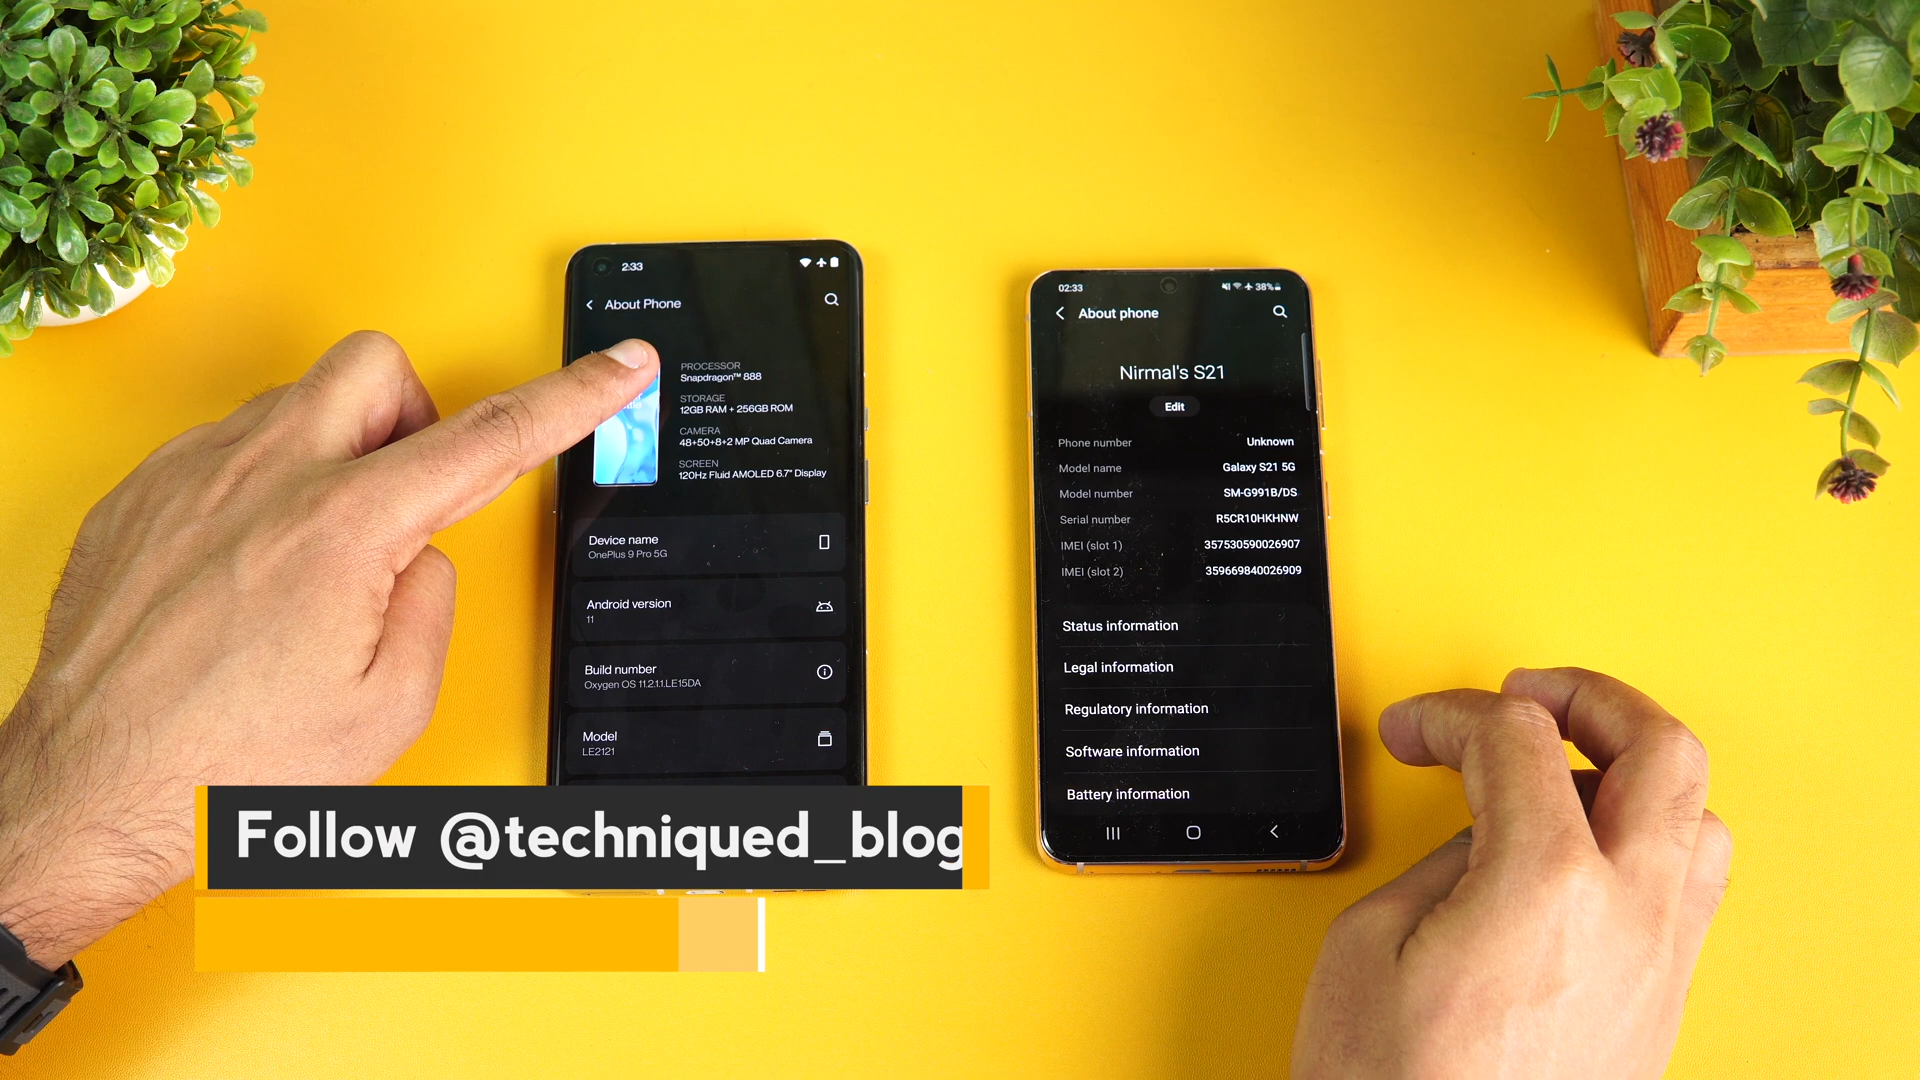 2:33
About Phone
PROCESSOR
Snapdragon™ 888
STORAGE
12GB RAM + 256GB ROM
CAMERA
48+50+8+2 MP Quad Camera
SCREEN
120Hz Fluid AMOLED 6.7" Display
Device name
OnePlus 9 Pro 5G
Android version
11
Build number
Oxygen OS 11.2.1.1.LE15DA
Model
LE2121
02:33
38%
About phone
Nirmal's S21
Edit
Phone number Unknown
Model name Galaxy S21 5G
Model number SM-G991B/DS
Serial number R5CR10HKHNW
IMEI (slot 1) 357530590026907
IMEI (slot 2) 359669840026909
Status information
Legal information
Regulatory information
Software information
Battery information
Follow @techniqued_blog